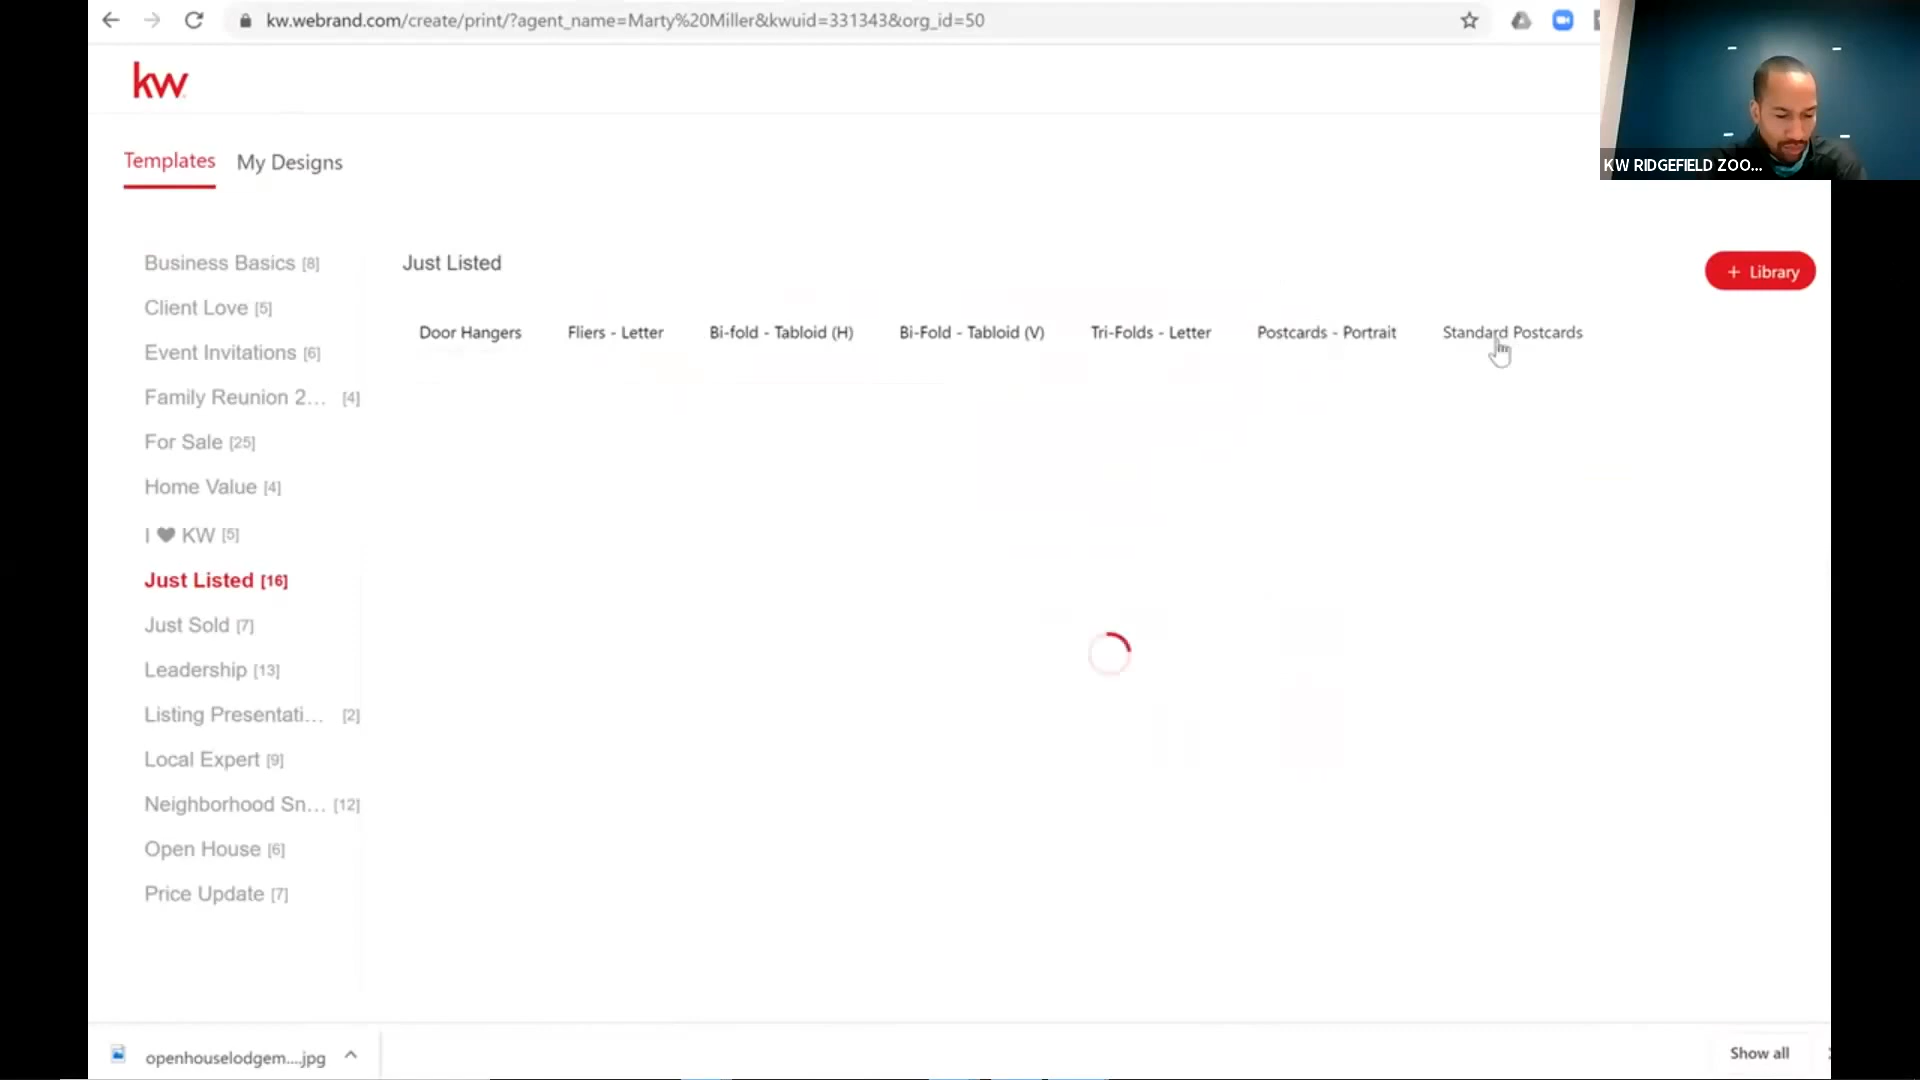 kw.webrand.com/create/print/?agent_name=Marty%20Miller&kwuid=331343&org_id=50
kw
KW RIDGEFIELD ZOO...
Templates
My Designs
Business Basics [8]
Client Love [5]
Event Invitations [6]
Family Reunion 2... [4]
For Sale [25]
Home Value [4]
I ♥ KW [5]
Just Listed [16]
Just Sold [7]
Leadership [13]
Listing Presentati... [2]
Local Expert [9]
Neighborhood Sn... [12]
Open House [6]
Price Update [7]
Just Listed
+ Library
Door Hangers
Fliers - Letter
Bi-fold - Tabloid (H)
Bi-Fold - Tabloid (V)
Tri-Folds - Letter
Postcards - Portrait
Standard Postcards
openhouselodgem....jpg
Show all